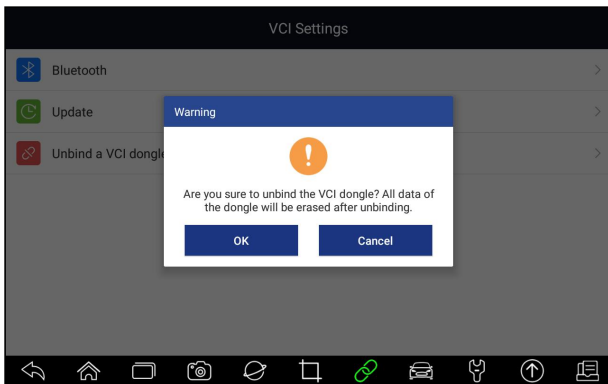 VCI Settings
Bluetooth
Update
Unbind a VCI dongle
Warning
Are you sure to unbind the VCI dongle? All data of
the dongle will be erased after unbinding.
OK
Cancel